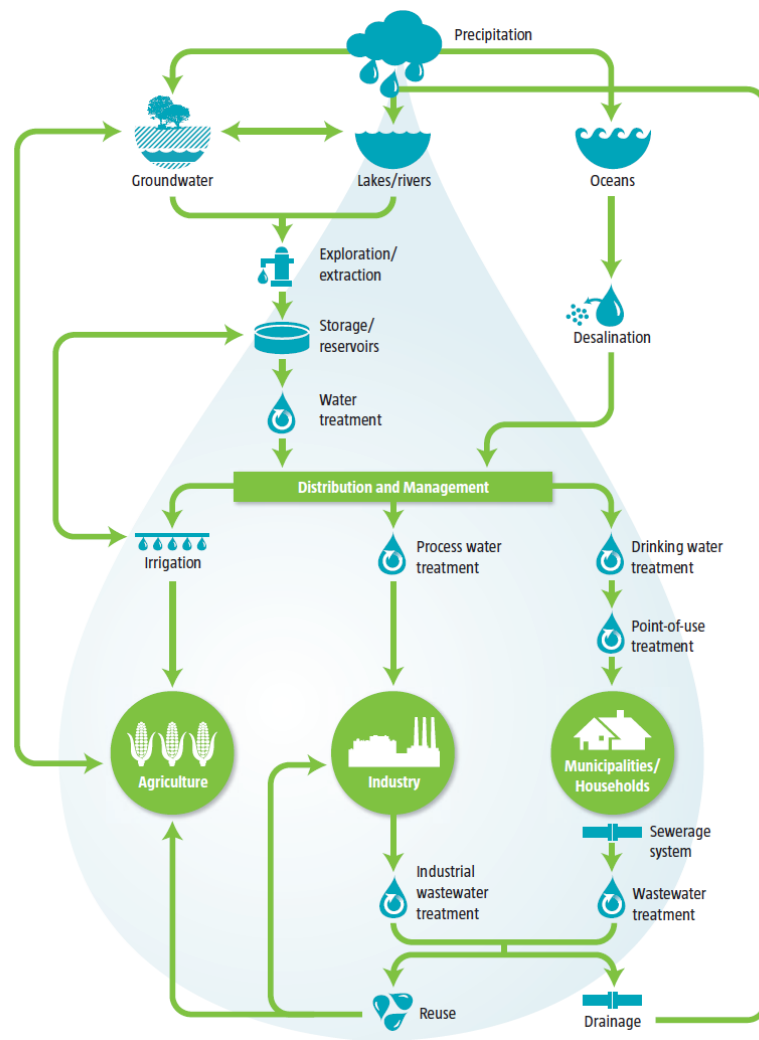 Precipitation
Groundwater
Lakes/rivers
Oceans
Exploration/
extraction
Storage/
reservoirs
Desalination
Water
treatment
Distribution and Management
Irrigation
Process water
treatment
Drinking water
treatment
Point-of-use
treatment
Agriculture
Industry
Municipalities/
Households
Sewerage
system
Industrial
wastewater
treatment
Wastewater
treatment
Reuse
Drainage